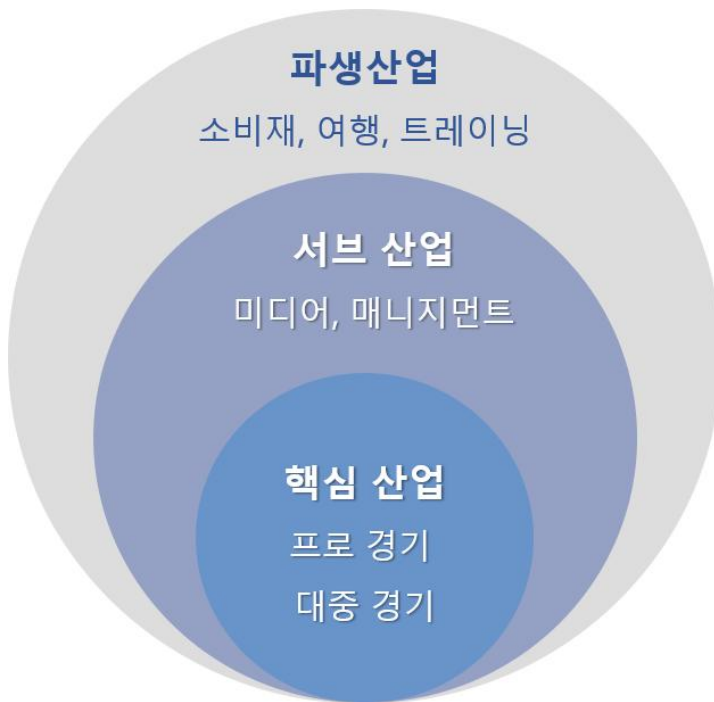 파생산업
소비재, 여행, 트레이닝
서브 산업
미디어, 매니지먼트
핵심 산업
프로 경기
대중 경기